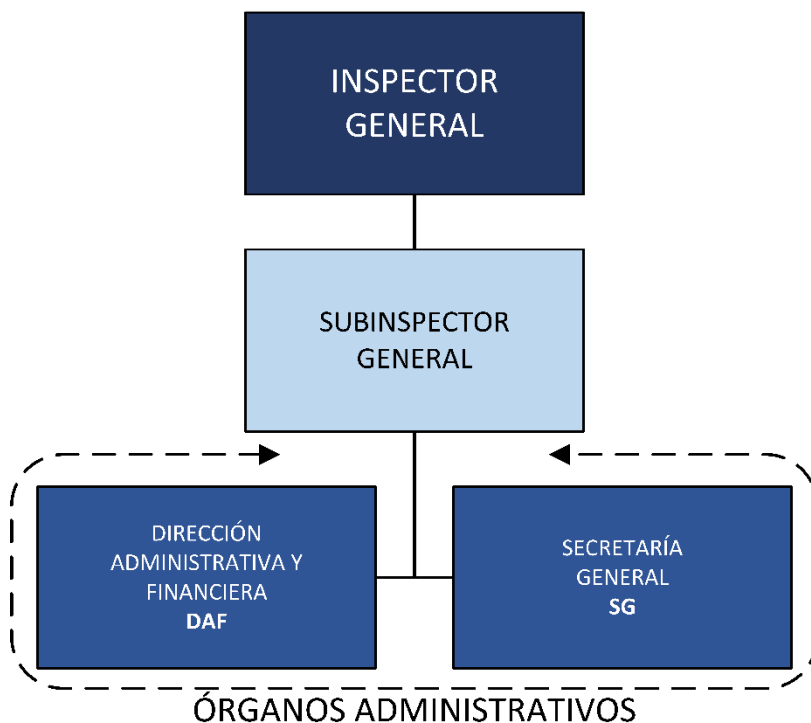 INSPECTOR
GENERAL
SUBINSPECTOR
GENERAL
DIRECCIÓN
ADMINISTRATIVA Y
FINANCIERA
DAF
SECRETARÍA
GENERAL
SG
ÓRGANOS ADMINISTRATIVOS